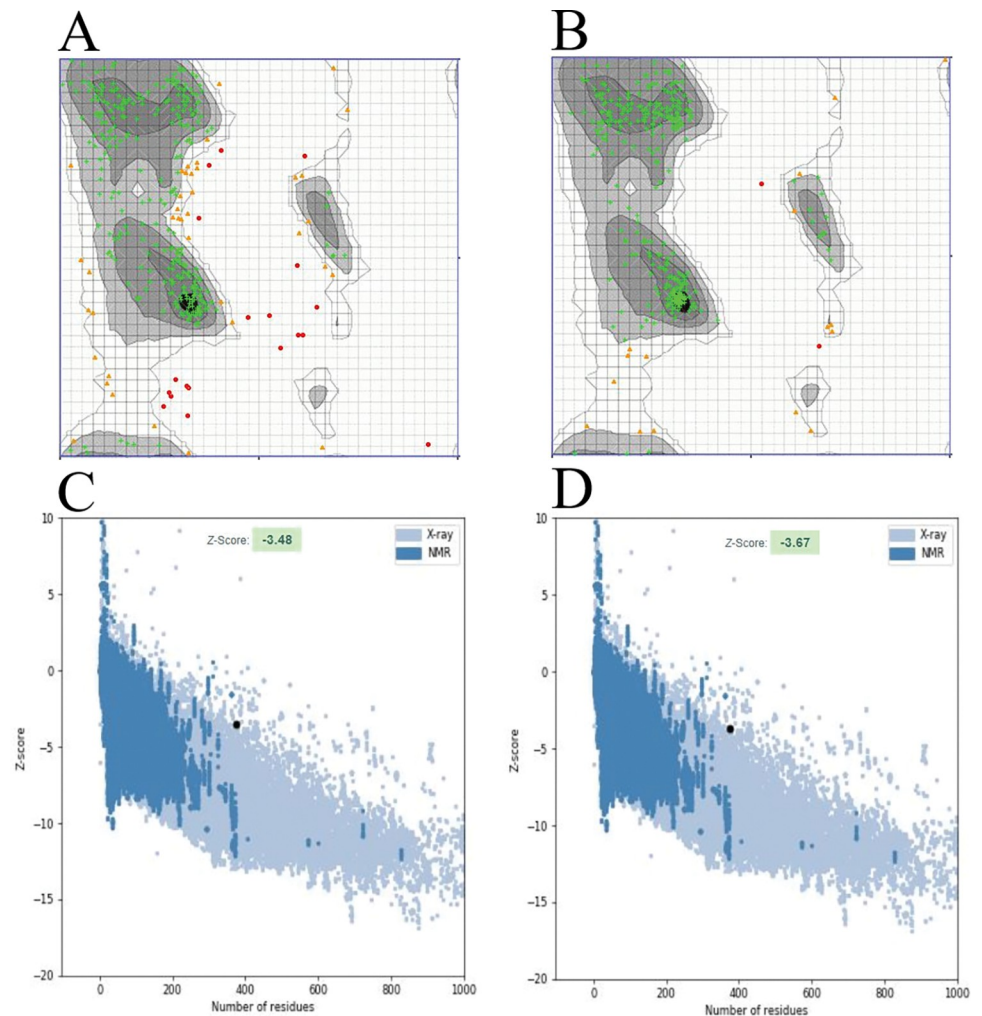 A
B
C
10
5
0
−5
−10
−15
−20
Z-score
Z-Score: -3.48
X-ray
NMR
0
200
400
600
800
1000
Number of residues
D
10
5
0
−5
−10
−15
−20
Z-score
Z-Score: -3.67
X-ray
NMR
0
200
400
600
800
1000
Number of residues